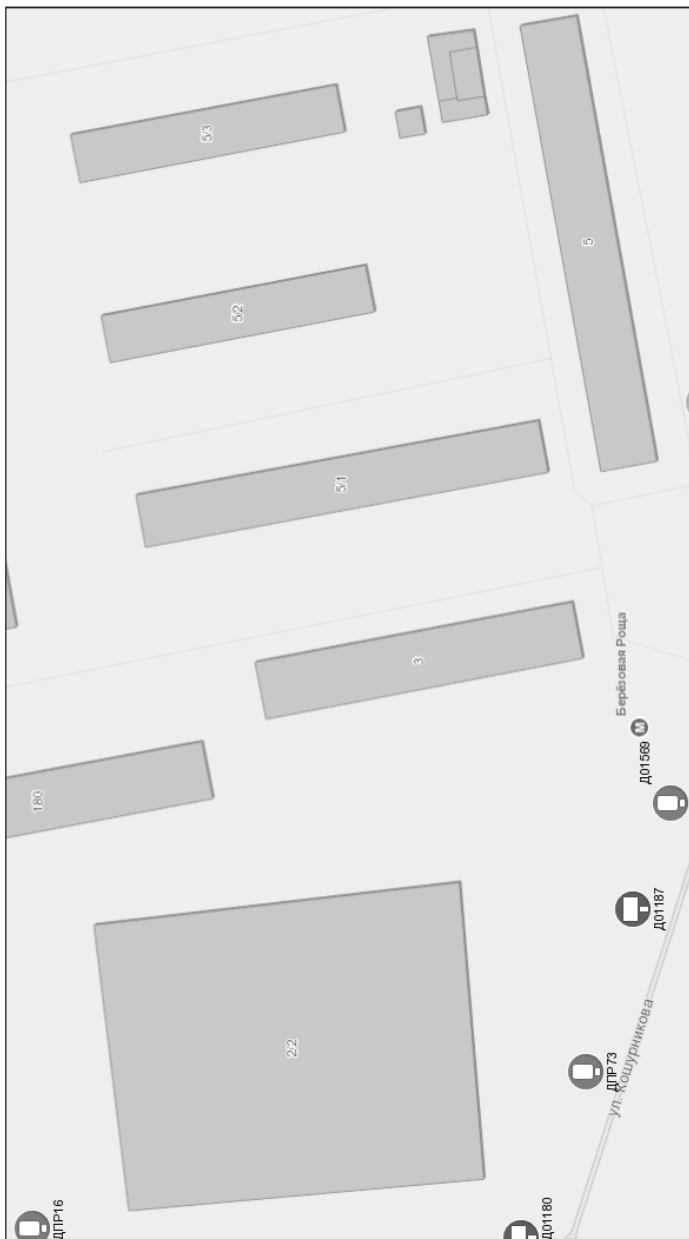 5/3
5/2
5
5/1
3
Берёзовая Роща
М
Д01569
180
Д01187
2/2
ДПР73
ул. Кошурникова
ДПР16
Д01180